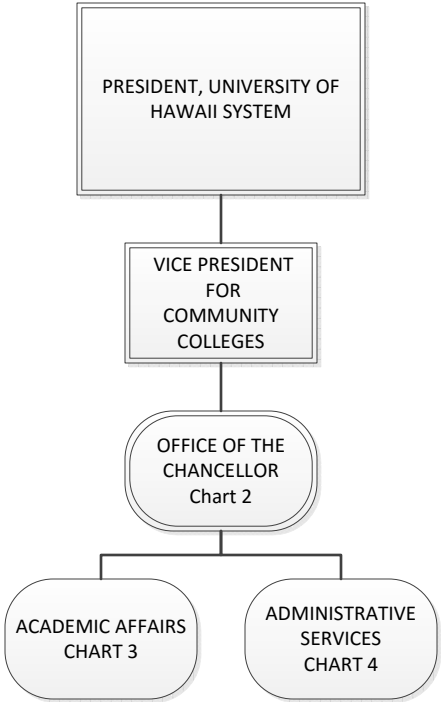 PRESIDENT, UNIVERSITY OF
HAWAII SYSTEM
VICE PRESIDENT
FOR
COMMUNITY
COLLEGES
OFFICE OF THE
CHANCELLOR
Chart 2
ACADEMIC AFFAIRS
CHART 3
ADMINISTRATIVE
SERVICES
CHART 4